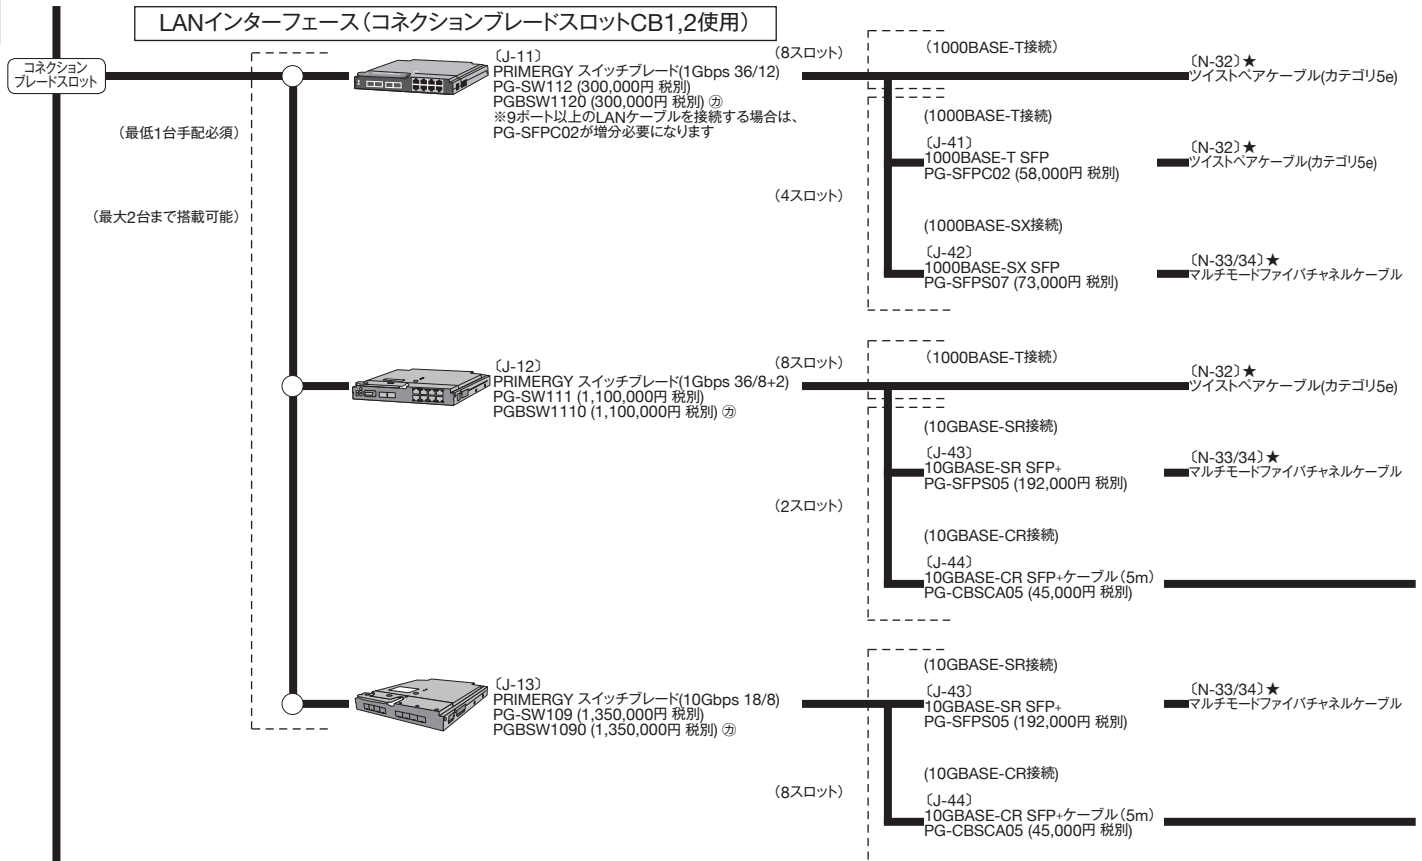 LANインターフェース（コネクションブレードスロットCB1,2使用）
コネクション
ブレードスロット
（最低1台手配必須）
（最大2台まで搭載可能）
〔J-11〕
PRIMERGY スイッチブレード(1Gbps 36/12)
PG-SW112 (300,000円 税別)
PGBSW1120 (300,000円 税別) ㋕
※9ポート以上のLANケーブルを接続する場合は、
PG-SFPC02が増分必要になります
（8スロット）
（1000BASE-T接続）
〔N-32〕★
ツイストペアケーブル(カテゴリ5e)
（4スロット）
(1000BASE-T接続)
〔J-41〕
1000BASE-T SFP
PG-SFPC02 (58,000円 税別)
〔N-32〕★
ツイストペアケーブル(カテゴリ5e)
(1000BASE-SX接続)
〔J-42〕
1000BASE-SX SFP
PG-SFPS07 (73,000円 税別)
〔N-33/34〕★
マルチモードファイバチャネルケーブル
〔J-12〕
PRIMERGY スイッチブレード(1Gbps 36/8+2)
PG-SW111 (1,100,000円 税別)
PGBSW1110 (1,100,000円 税別) ㋕
（8スロット）
（1000BASE-T接続）
〔N-32〕★
ツイストペアケーブル(カテゴリ5e)
（2スロット）
(10GBASE-SR接続)
〔J-43〕
10GBASE-SR SFP+
PG-SFPS05 (192,000円 税別)
〔N-33/34〕★
マルチモードファイバチャネルケーブル
(10GBASE-CR接続)
〔J-44〕
10GBASE-CR SFP+ケーブル（5m）
PG-CBSCA05 (45,000円 税別)
〔J-13〕
PRIMERGY スイッチブレード(10Gbps 18/8)
PG-SW109 (1,350,000円 税別)
PGBSW1090 (1,350,000円 税別) ㋕
（8スロット）
(10GBASE-SR接続)
〔J-43〕
10GBASE-SR SFP+
PG-SFPS05 (192,000円 税別)
〔N-33/34〕★
マルチモードファイバチャネルケーブル
(10GBASE-CR接続)
〔J-44〕
10GBASE-CR SFP+ケーブル（5m）
PG-CBSCA05 (45,000円 税別)